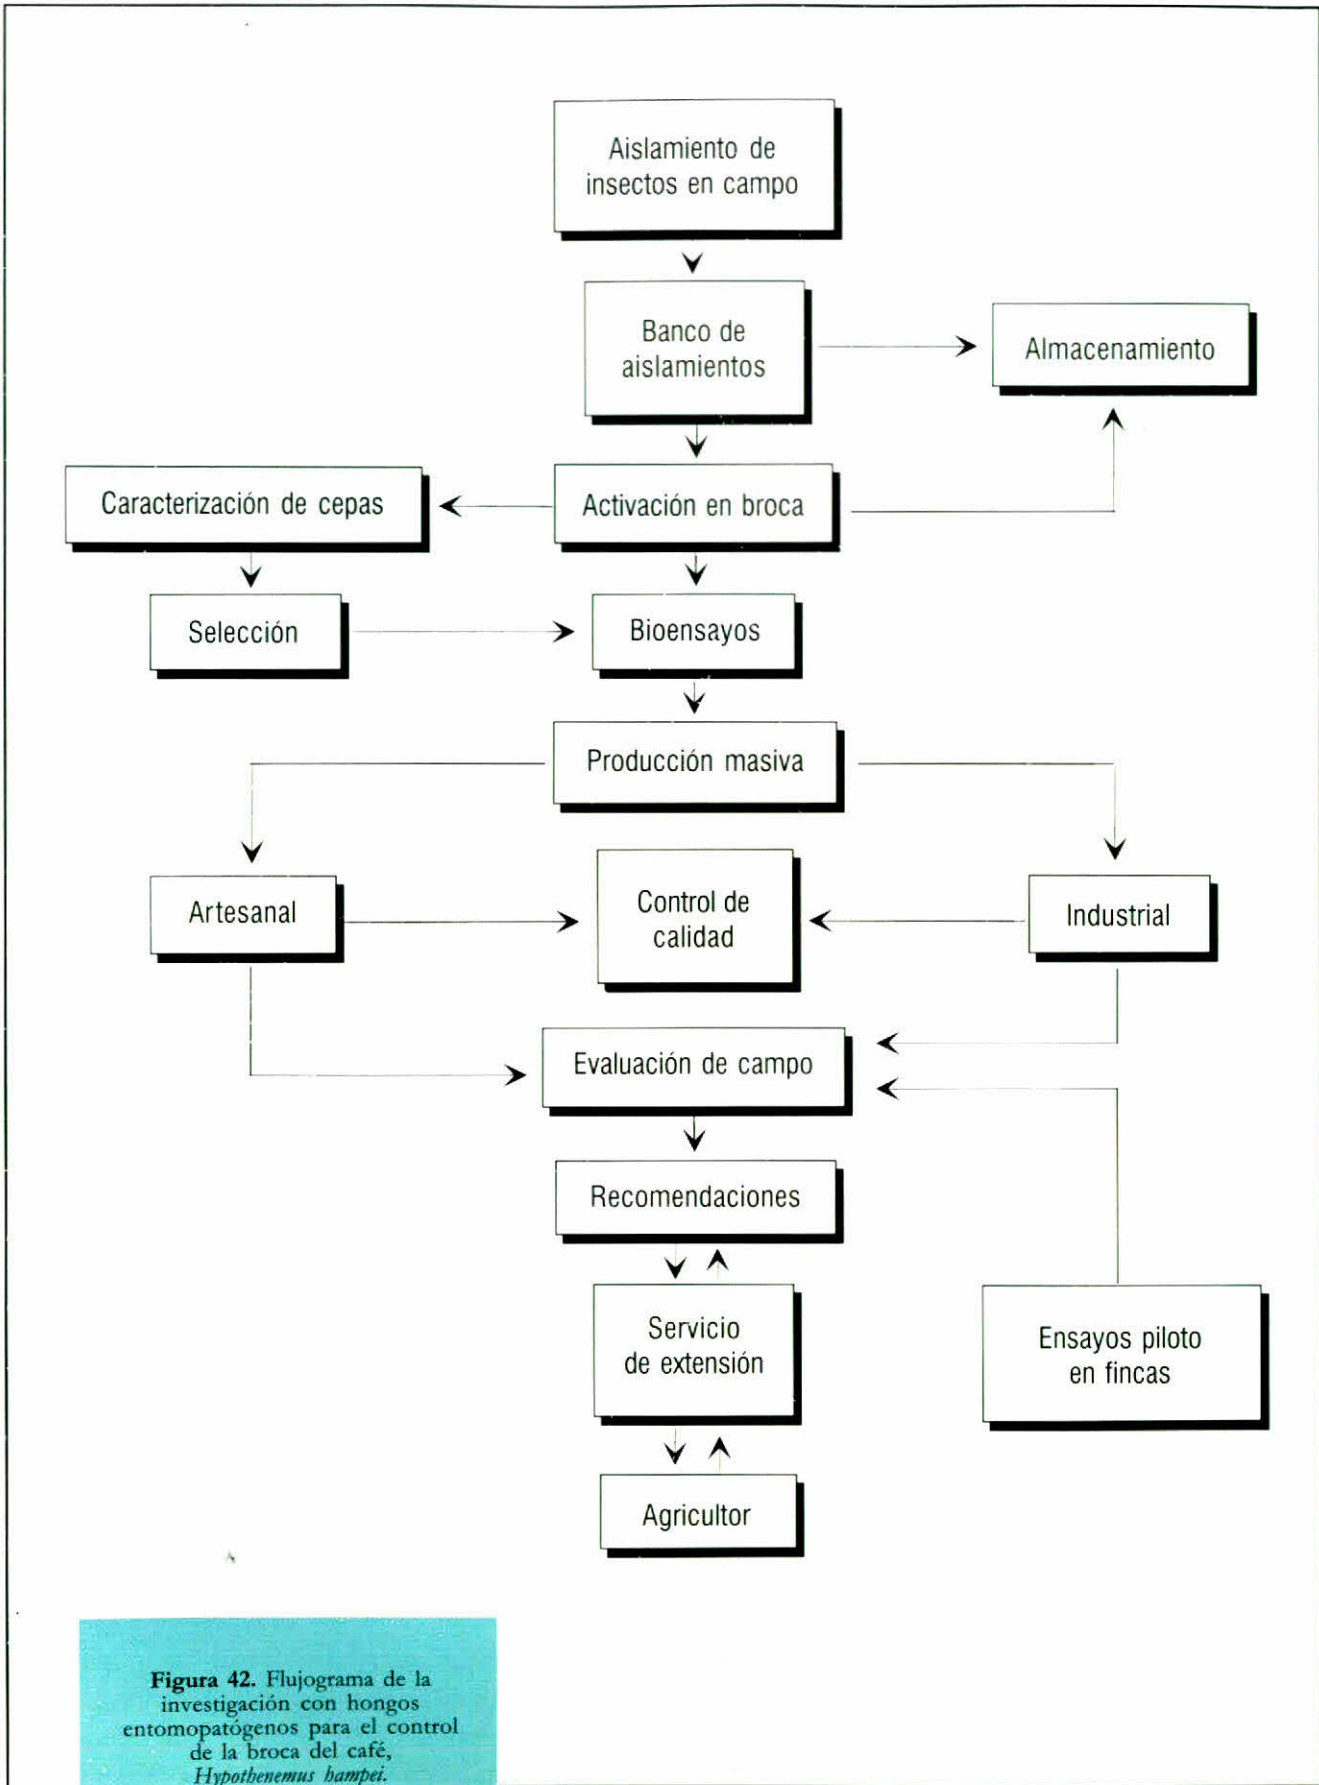 Aislamiento de
insectos en campo
Banco de
aislamientos
Almacenamiento
Caracterización de cepas
Activación en broca
Selección
Bioensayos
Producción masiva
Artesanal
Control de
calidad
Industrial
Evaluación de campo
Recomendaciones
Servicio
de extensión
Ensayos piloto
en fincas
Agricultor
Figura 42. Flujograma de la
investigación con hongos
entomopatógenos para el control
de la broca del café,
Hypothenemus hampei.